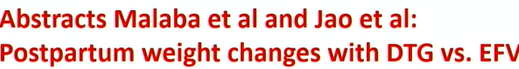 Abstracts Malaba et al and Jao et al:
Postpartum weight changes with DTG vs. EFV